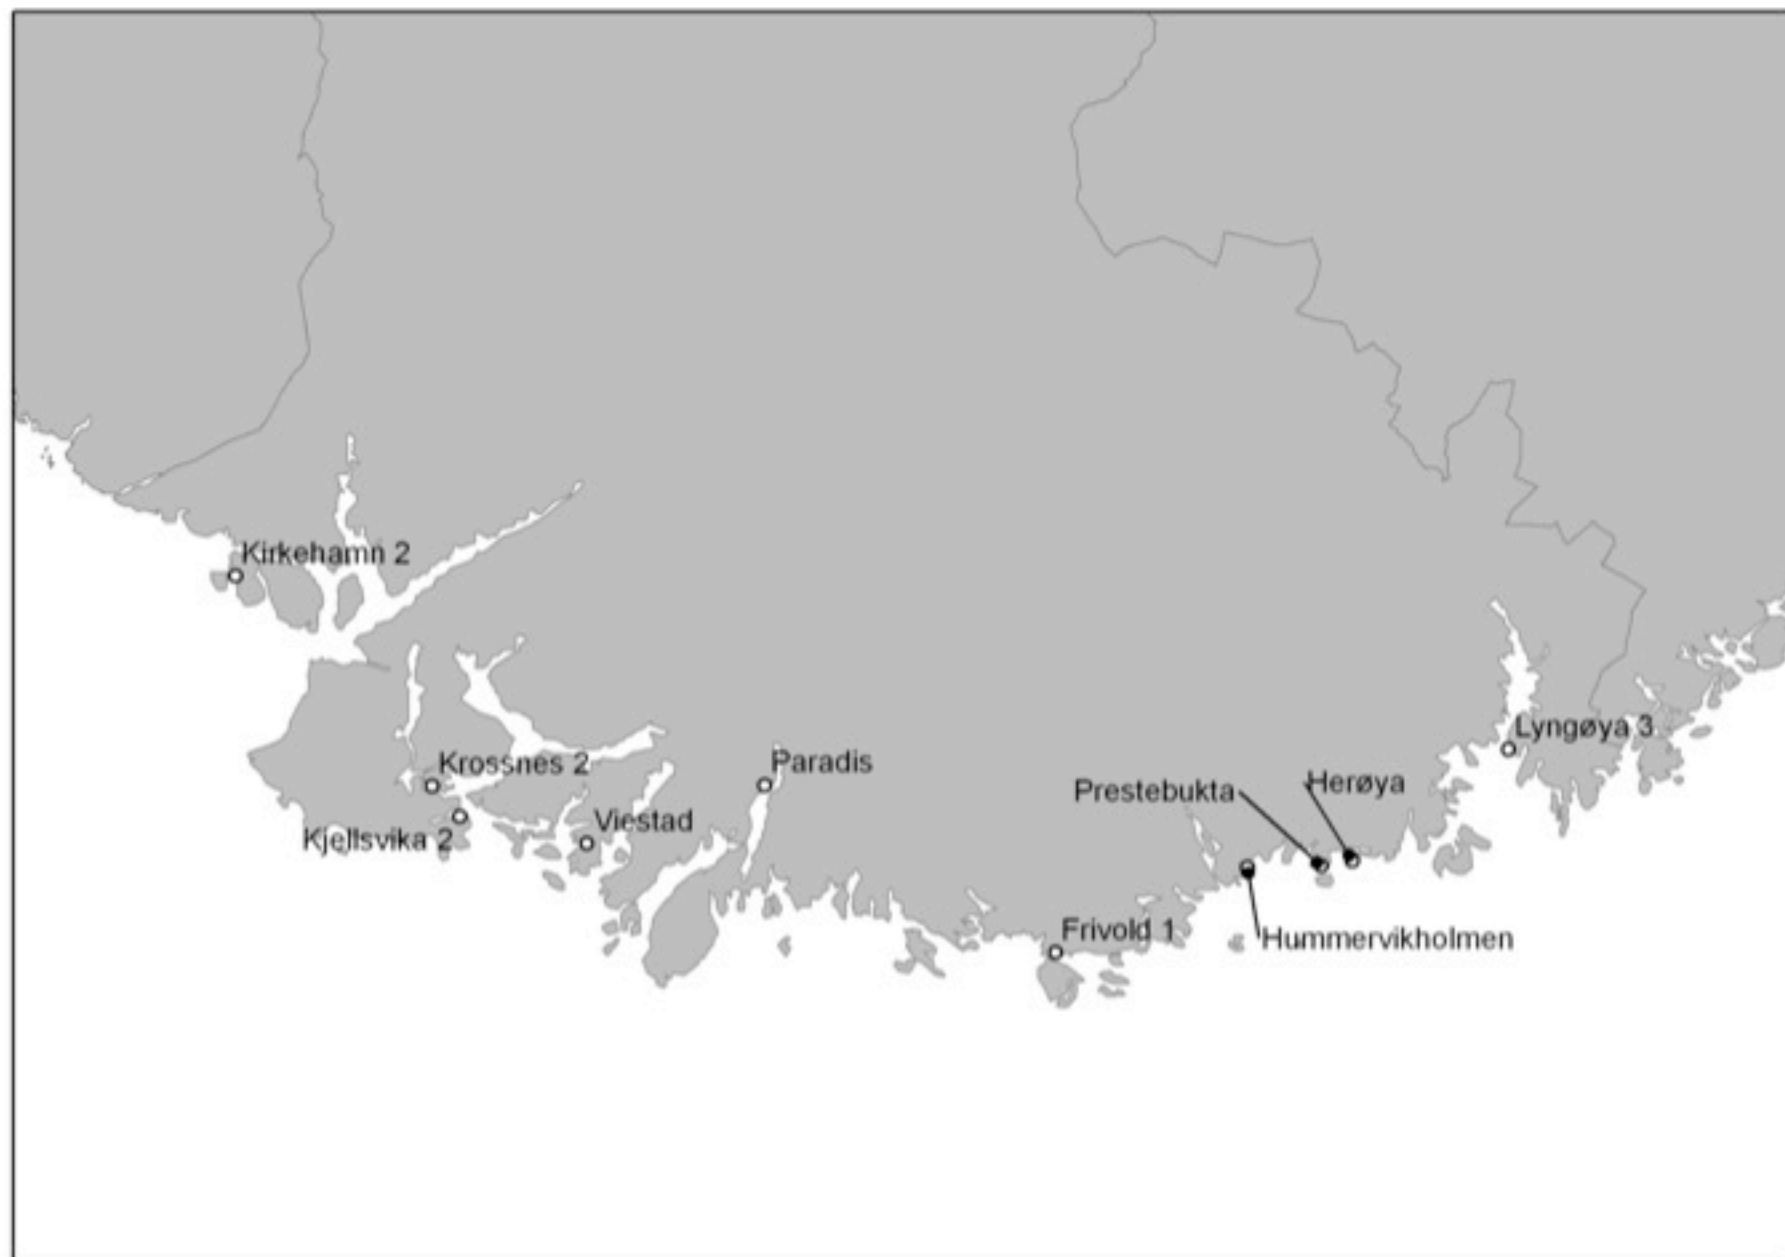 Kirkehamn 2
Lyngøya 3
Krossnes 2
Paradis
Herøya
Prestebukta
Viestad
Kjellsvika 2
Frivold 1
Hummervikholmen